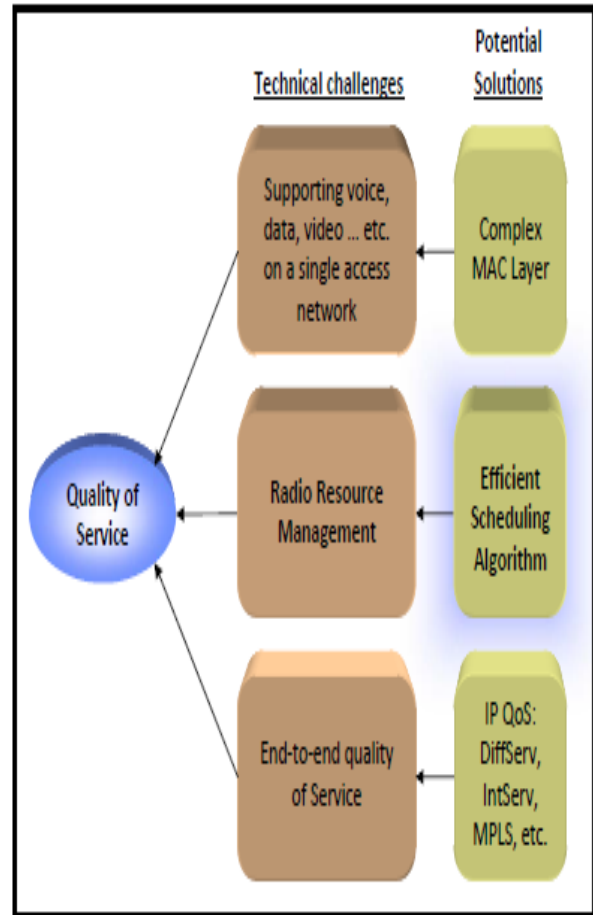 Technical challenges
Potential
Solutions
Supporting voice,
data, video ... etc.
on a single access
network
Complex
MAC Layer
Quality of
Service
Radio Resource
Management
Efficient
Scheduling
Algorithm
End-to-end quality
of Service
IP QoS:
DiffServ,
IntServ,
MPLS, etc.